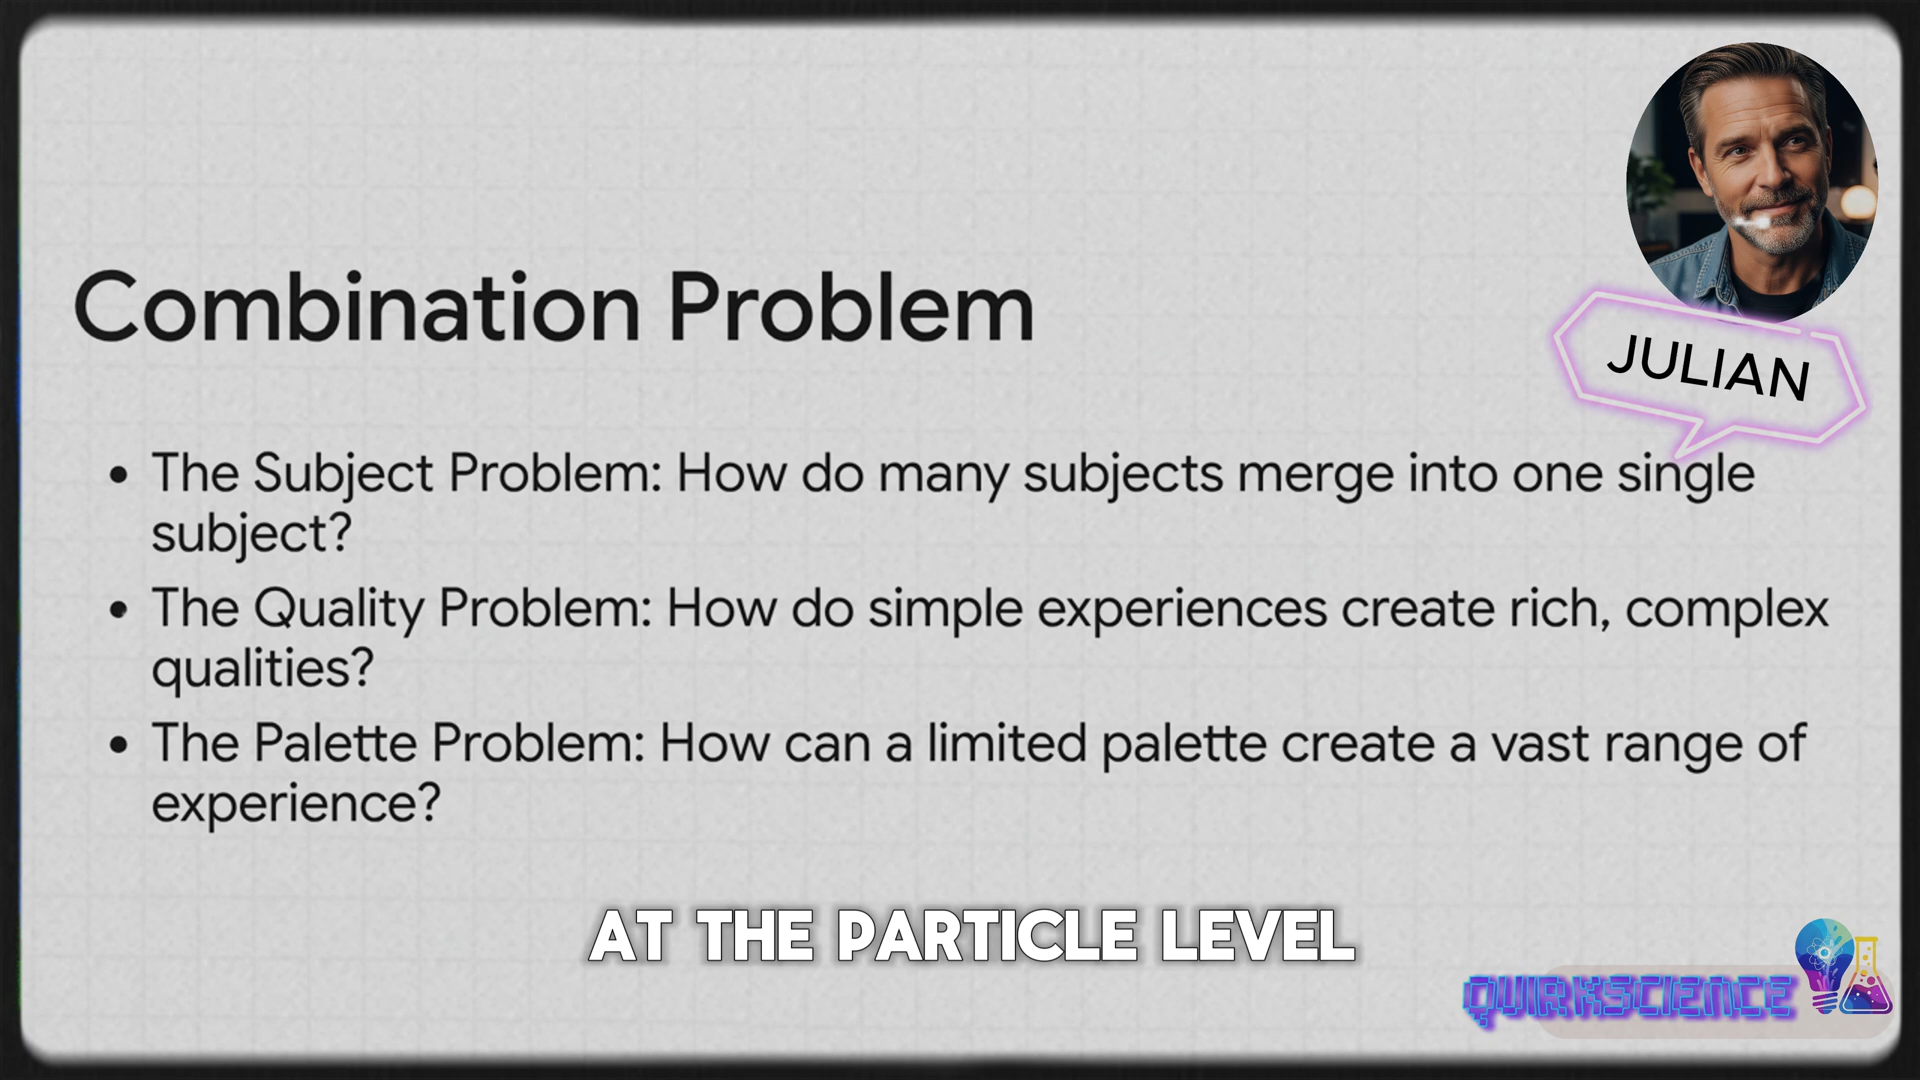 Combination Problem
JULIAN
• The Subject Problem: How do many subjects merge into one single
subject?
• The Quality Problem: How do simple experiences create rich, complex
qualities?
• The Palette Problem: How can a limited palette create a vast range of
experience?
AT THE PARTICLE LEVEL
QUIRKSCIENCE